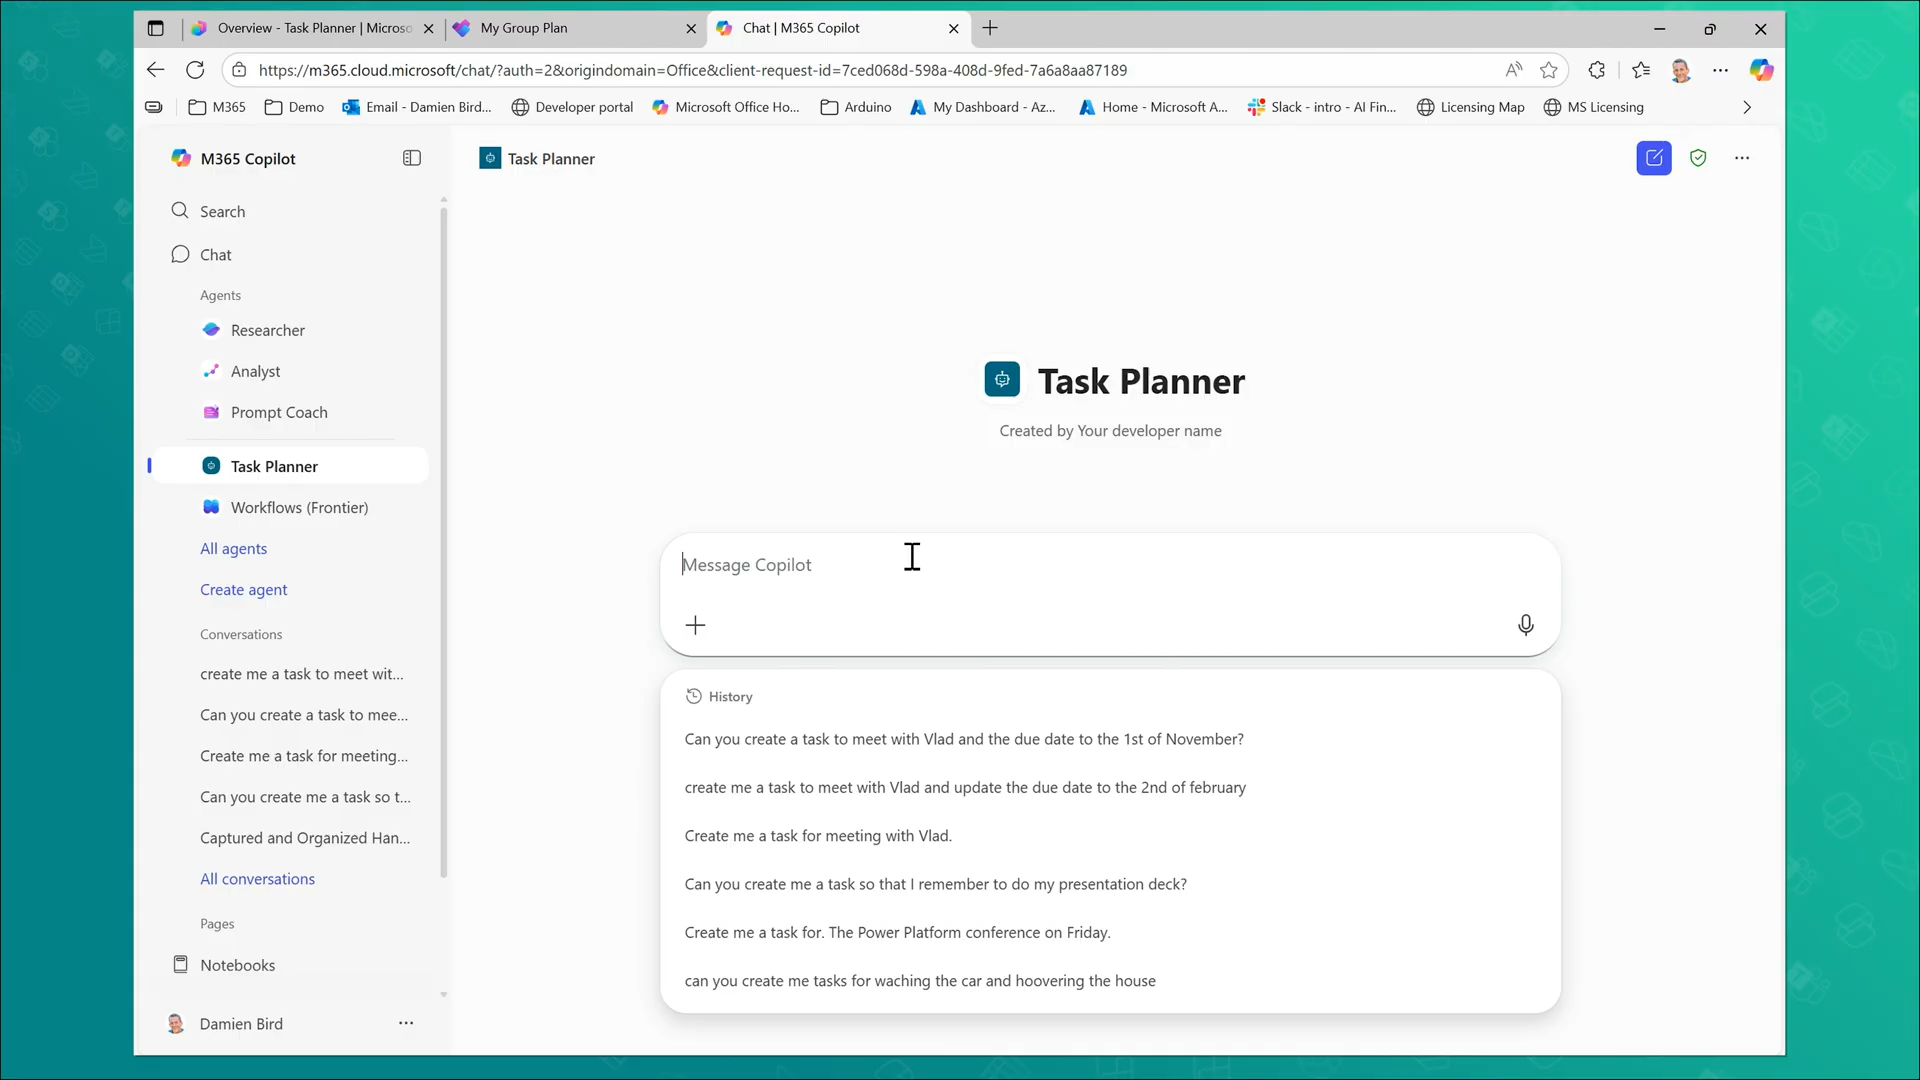 Overview - Task Planner | Microso
My Group Plan
Chat | M365 Copilot
https://m365.cloud.microsoft/chat/?auth=2&origindomain=Office&client-request-id=7ced068d-598a-408d-9fed-7a6a8aa87189
M365
Demo
Email - Damien Bird...
Developer portal
Microsoft Office Ho...
Arduino
My Dashboard - Az...
Home - Microsoft A...
Slack - intro - AI Fin...
Licensing Map
MS Licensing
M365 Copilot
Search
Chat
Agents
Researcher
Analyst
Prompt Coach
Task Planner
Workflows (Frontier)
All agents
Create agent
Conversations
create me a task to meet wit...
Can you create a task to mee...
Create me a task for meeting...
Can you create me a task so t...
Captured and Organized Han...
All conversations
Pages
Notebooks
Damien Bird
Task Planner
Task Planner
Created by Your developer name
Message Copilot
History
Can you create a task to meet with Vlad and the due date to the 1st of November?
create me a task to meet with Vlad and update the due date to the 2nd of february
Create me a task for meeting with Vlad.
Can you create me a task so that I remember to do my presentation deck?
Create me a task for. The Power Platform conference on Friday.
can you create me tasks for waching the car and hoovering the house